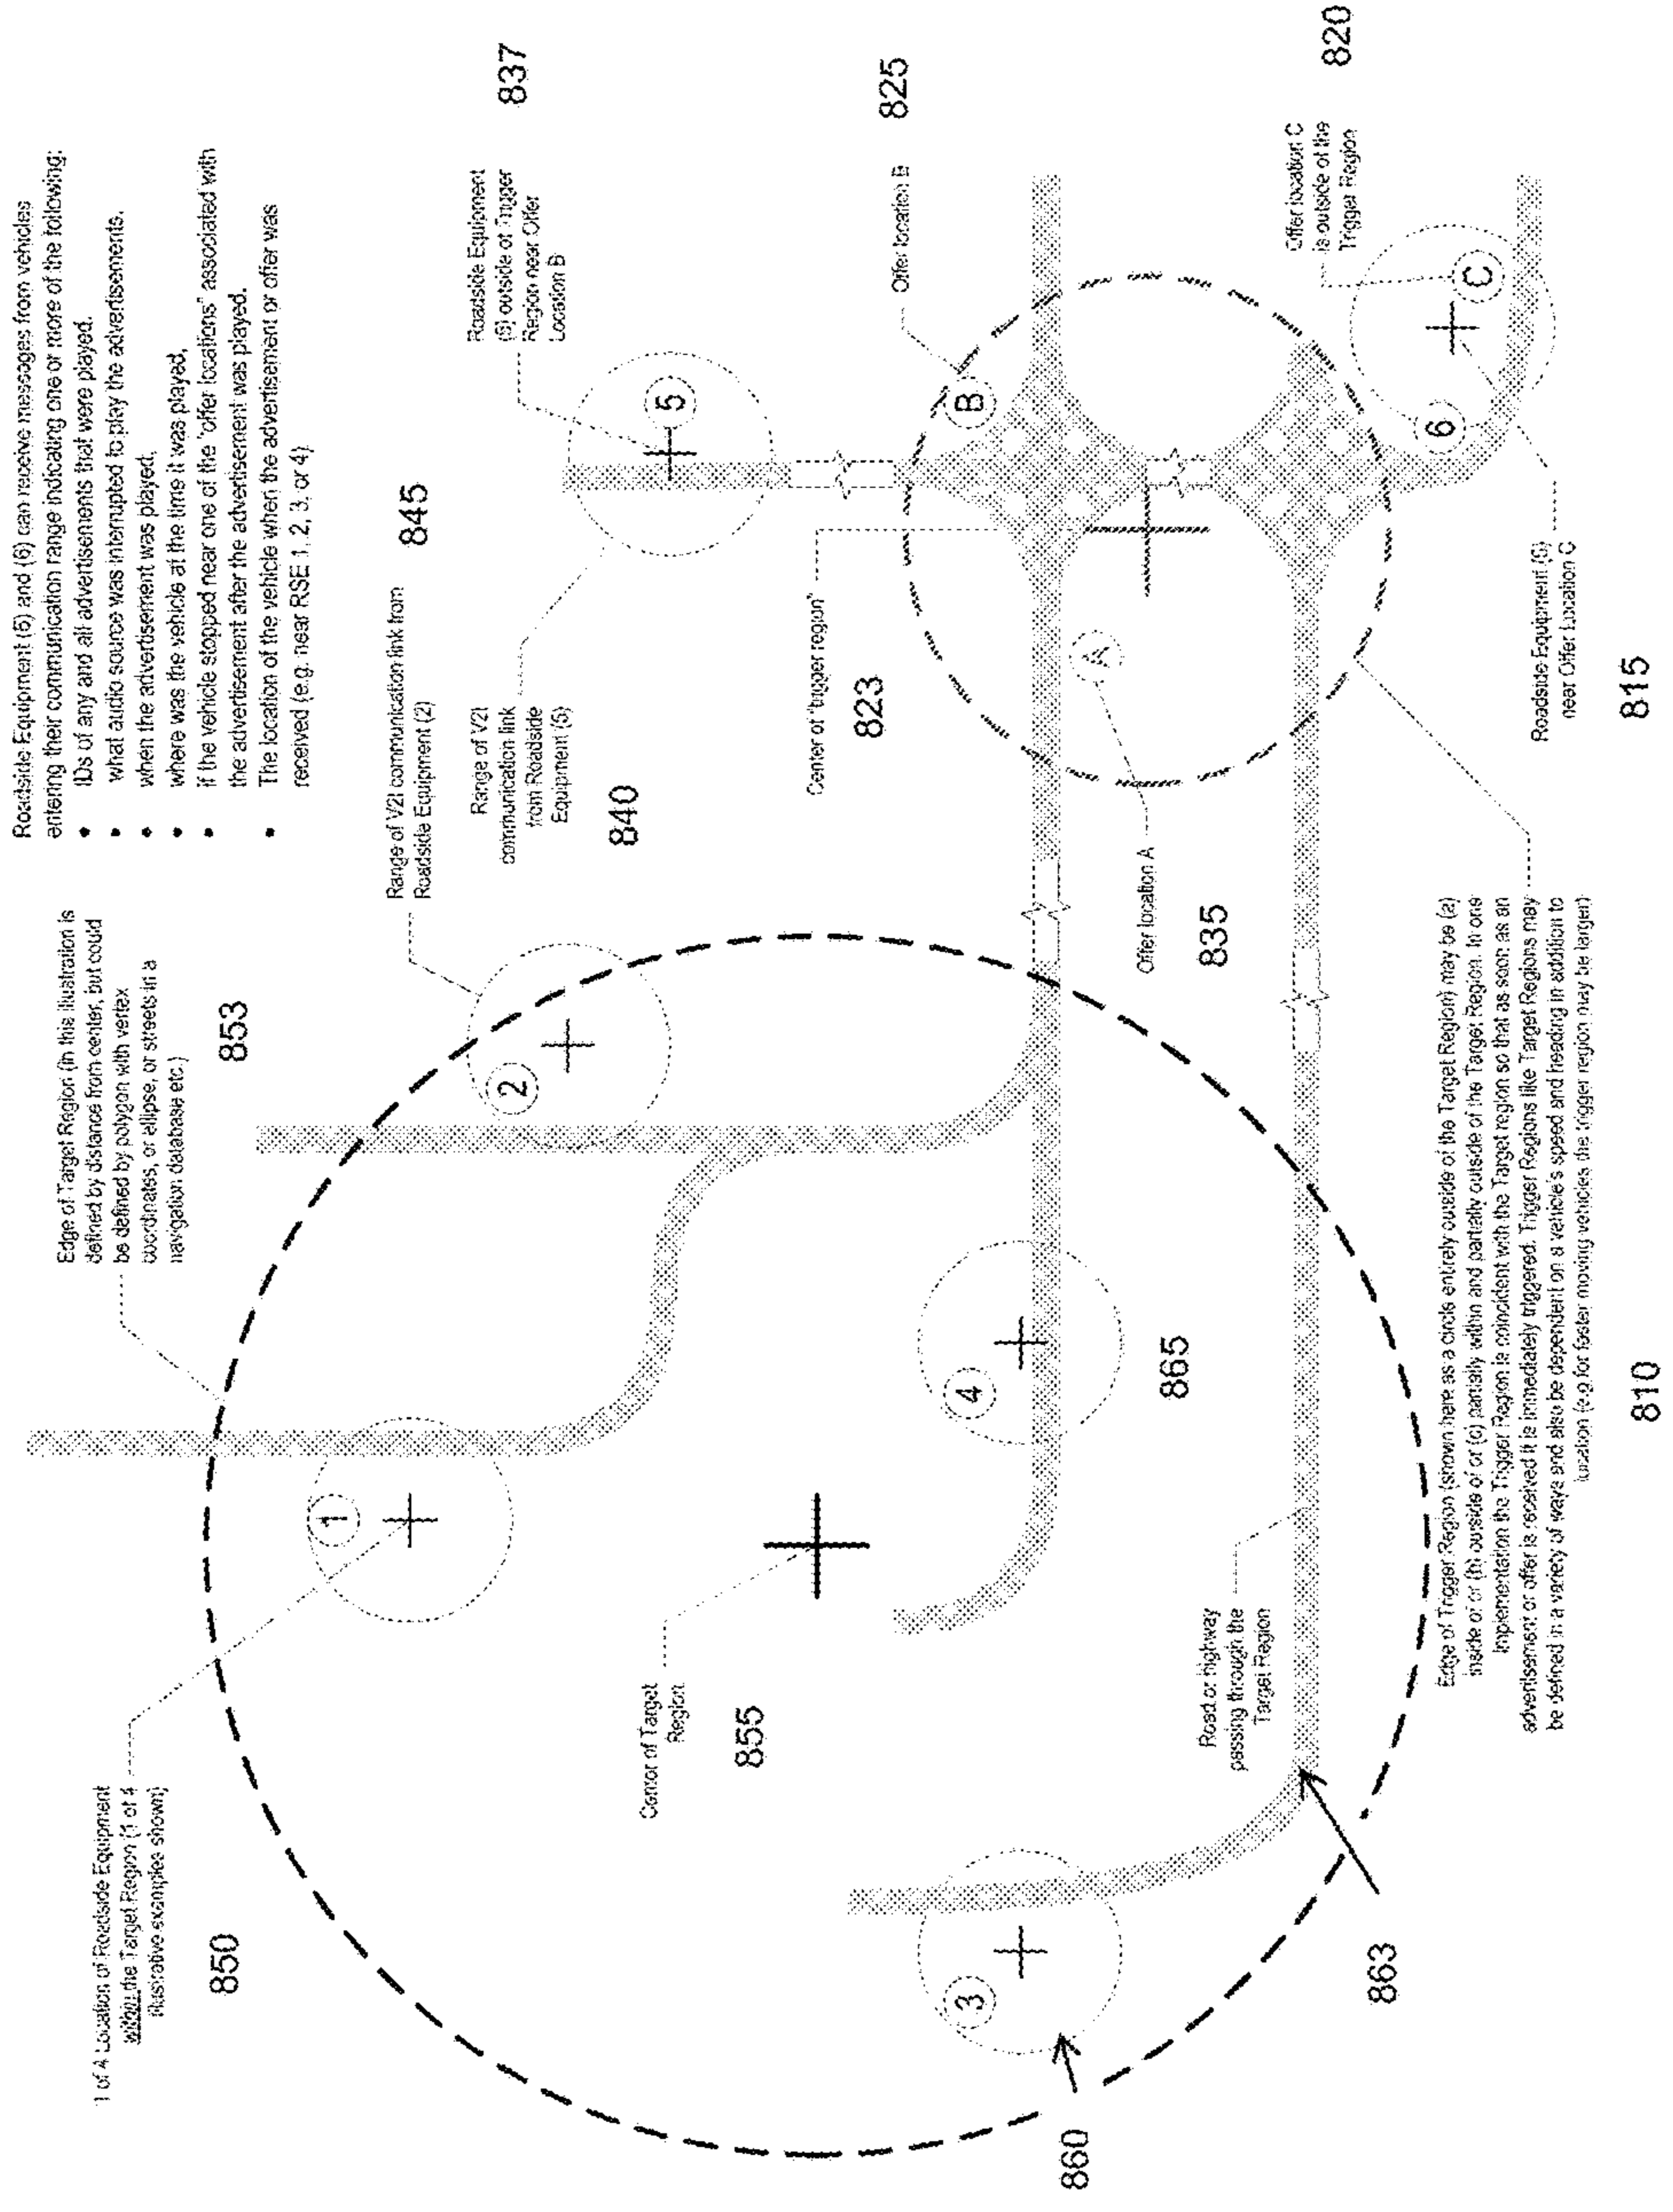 1 of 4 Location of Roadside Equipment
within the Target Region (1 of 4
illustrative examples shown)
850
Edge of Target Region (in this illustration is
defined by distance from center, but could
be defined by polygon with vertex
coordinates, or ellipse, or streets in a
navigation database etc.)
853
Roadside Equipment (5) and (6) can receive messages from vehicles
entering their communication range indicating one or more of the following:
• IDs of any and all advertisements that were played.
• what audio source was interrupted to play the advertisements.
• when the advertisement was played,
• where was the vehicle at the time it was played,
• if the vehicle stopped near one of the "offer locations" associated with
the advertisement after the advertisement was played.
• The location of the vehicle when the advertisement or offer was
received (e.g. near RSE 1, 2, 3, or 4)
Range of V2I communication link from
Roadside Equipment (2)
845
Range of V2I
communication link
from Roadside
Equipment (5)
840
Roadside Equipment
(5) outside of Trigger
Region near Offer
Location B
837
1
2
5
Center of Target
Region
855
Center of "trigger region"
823
Offer location B
825
B
A
3
4
865
Offer location A
835
860
863
Road or highway
passing through the
Target Region
Offer location C
is outside of the
Trigger Region
820
6
C
Roadside Equipment (6)
near Offer Location C
815
Edge of Trigger Region (shown here as a circle entirely outside of the Target Region) may be (a)
inside of or (b) outside of or (c) partially within and partially outside of the Target Region. In one
implementation the Trigger Region is coincident with the Target region so that as soon as an
advertisement or offer is received it is immediately triggered. Trigger Regions like Target Regions may
be defined in a variety of ways and also be dependent on a vehicle's speed and heading in addition to
location (e.g for faster moving vehicles the trigger region may be larger)
810